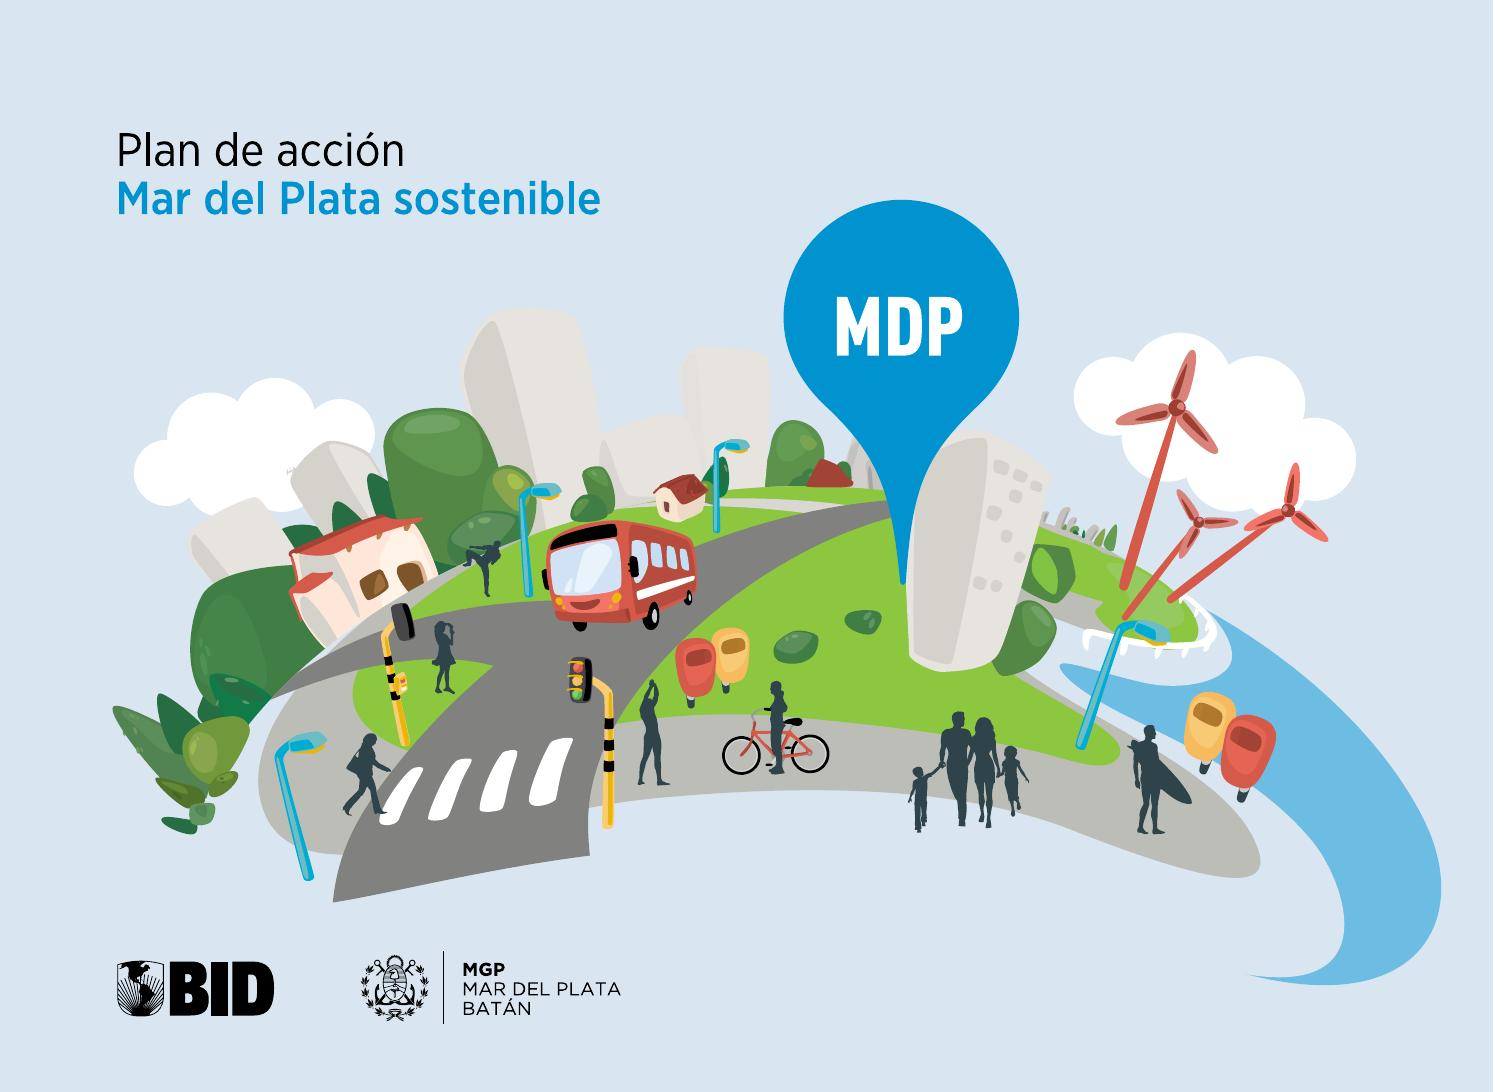 Plan de acción
Mar del Plata sostenible
MDP
BID
MGP
MAR DEL PLATA
BATÁN